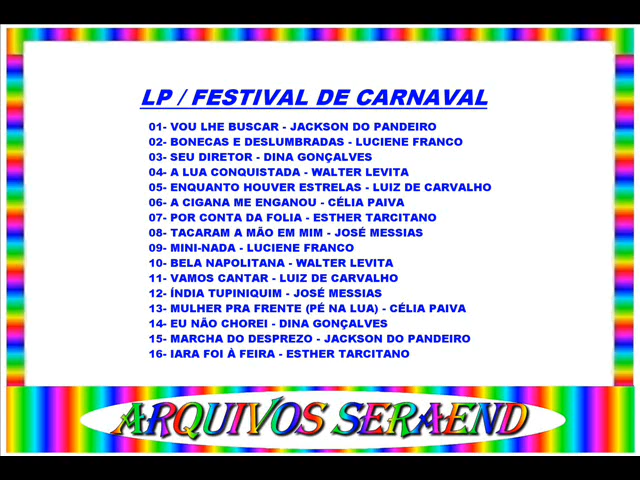 LP / FESTIVAL DE CARNAVAL
01- VOU LHE BUSCAR - JACKSON DO PANDEIRO
02- BONECAS E DESLUMBRADAS - LUCIENE FRANCO
03- SEU DIRETOR - DINA GONÇALVES
04- A LUA CONQUISTADA - WALTER LEVITA
05- ENQUANTO HOUVER ESTRELAS - LUIZ DE CARVALHO
06- A CIGANA ME ENGANOU - CÉLIA PAIVA
07- POR CONTA DA FOLIA - ESTHER TARCITANO
08- TACARAM A MÃO EM MIM - JOSÉ MESSIAS
09- MINI-NADA - LUCIENE FRANCO
10- BELA NAPOLITANA - WALTER LEVITA
11- VAMOS CANTAR - LUIZ DE CARVALHO
12- ÍNDIA TUPINIQUIM - JOSÉ MESSIAS
13- MULHER PRA FRENTE (PÉ NA LUA) - CÉLIA PAIVA
14- EU NÃO CHOREI - DINA GONÇALVES
15- MARCHA DO DESPREZO - JACKSON DO PANDEIRO
16- IARA FOI À FEIRA - ESTHER TARCITANO
ARQUIVOS SERAEND